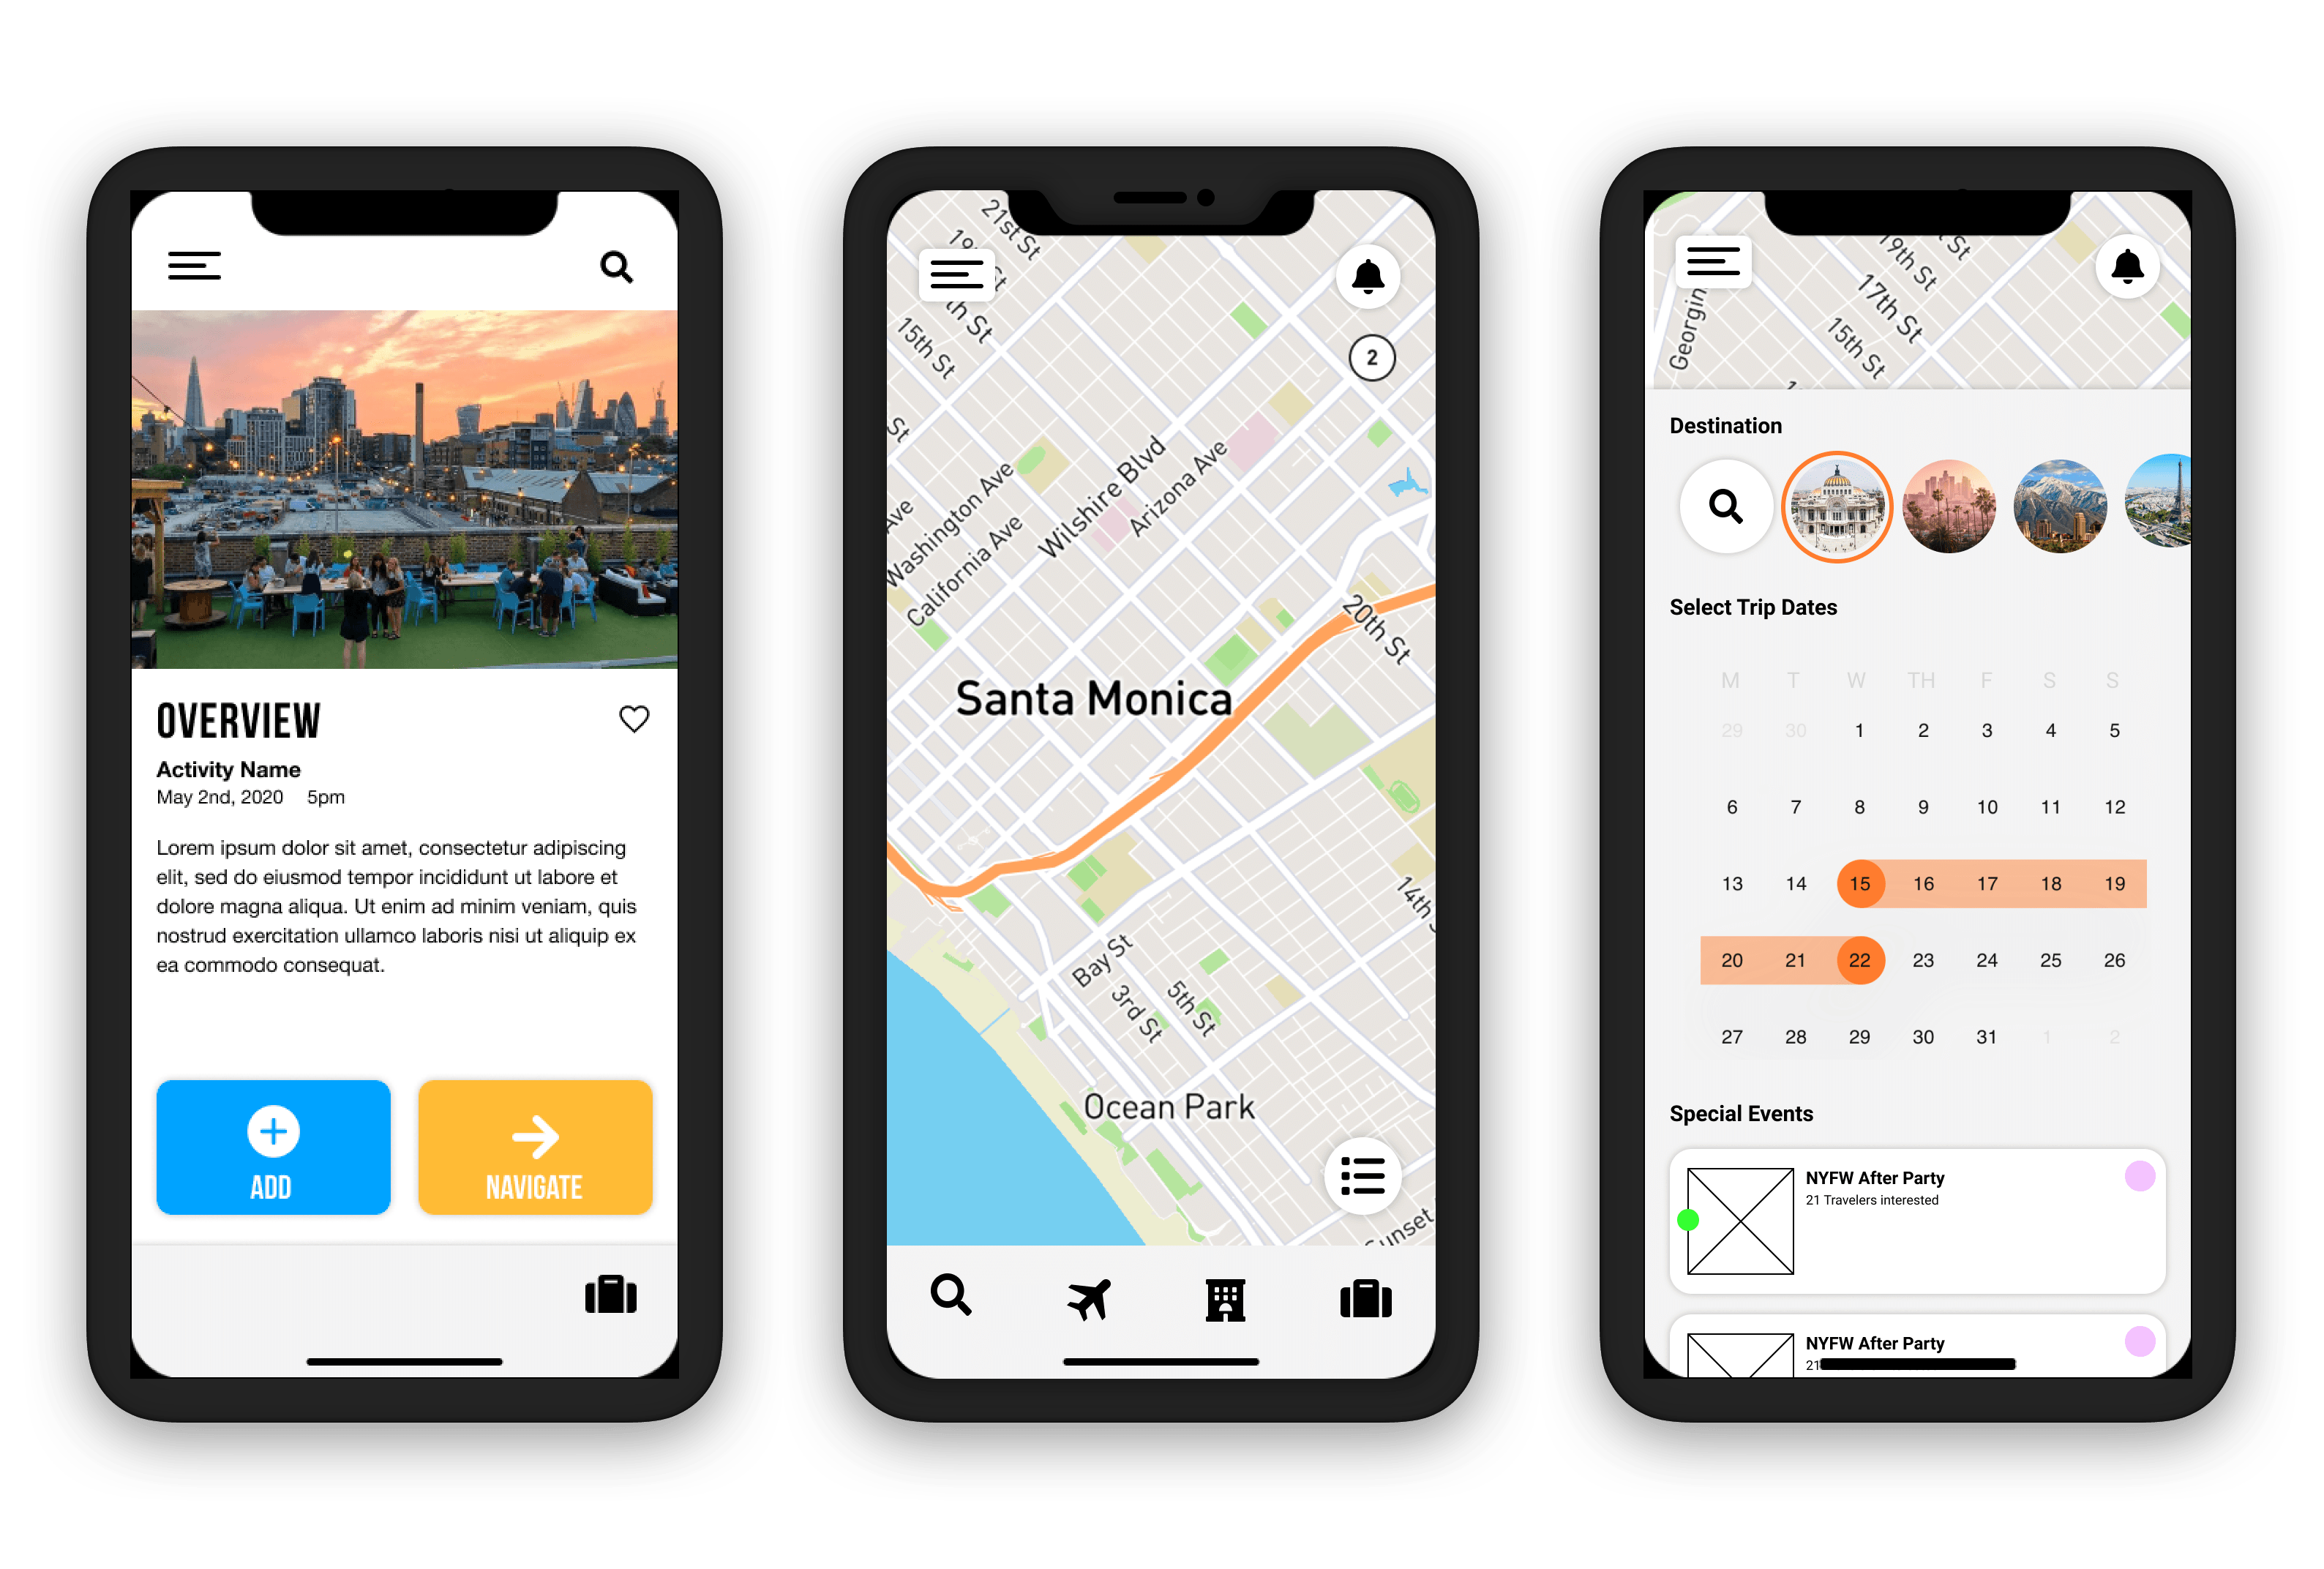 OVERVIEW
Activity Name
May 2nd, 2020 5pm
Lorem ipsum dolor sit amet, consectetur adipiscing
elit, sed do eiusmod tempor incididunt ut labore et
dolore magna aliqua. Ut enim ad minim veniam, quis
nostrud exercitation ullamco laboris nisi ut aliquip ex
ea commodo consequat.
ADD
NAVIGATE
21st St
St
th St
15th St
2
St
Ave
Washington Ave
California Ave
Wilshire Blvd
Arizona Ave
20th St
Santa Monica
14th
Bay St
3rd St
5th St
Ocean Park
Sunset
St
19th St
17th St
15th St
Georgin
Destination
Select Trip Dates
M T W TH F S S
29 30 1 2 3 4 5
6 7 8 9 10 11 12
13 14 15 16 17 18 19
20 21 22 23 24 25 26
27 28 29 30 31 1 2
Special Events
NYFW After Party
21 Travelers interested
NYFW After Party
21